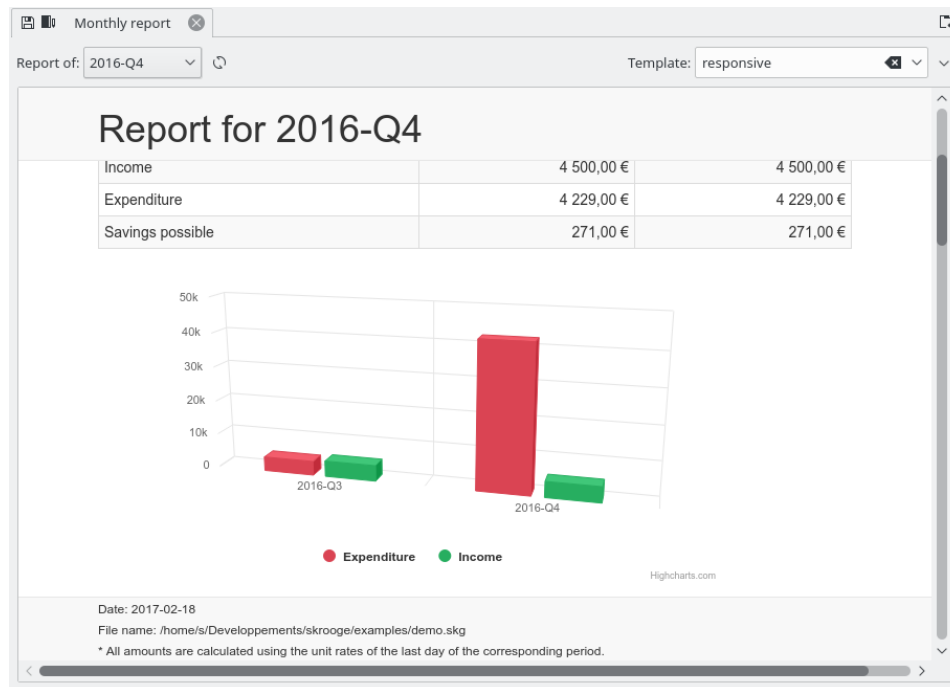 Monthly report
Report of: 2016-Q4 Template: responsive
Report for 2016-Q4
Income 4 500,00 € 4 500,00 €
Expenditure 4 229,00 € 4 229,00 €
Savings possible 271,00 € 271,00 €
50k
40k
30k
20k
10k
0
2016-Q3
2016-Q4
Expenditure Income
Highcharts.com
Date: 2017-02-18
File name: /home/s/Developpements/skrooge/examples/demo.skg
* All amounts are calculated using the unit rates of the last day of the corresponding period.